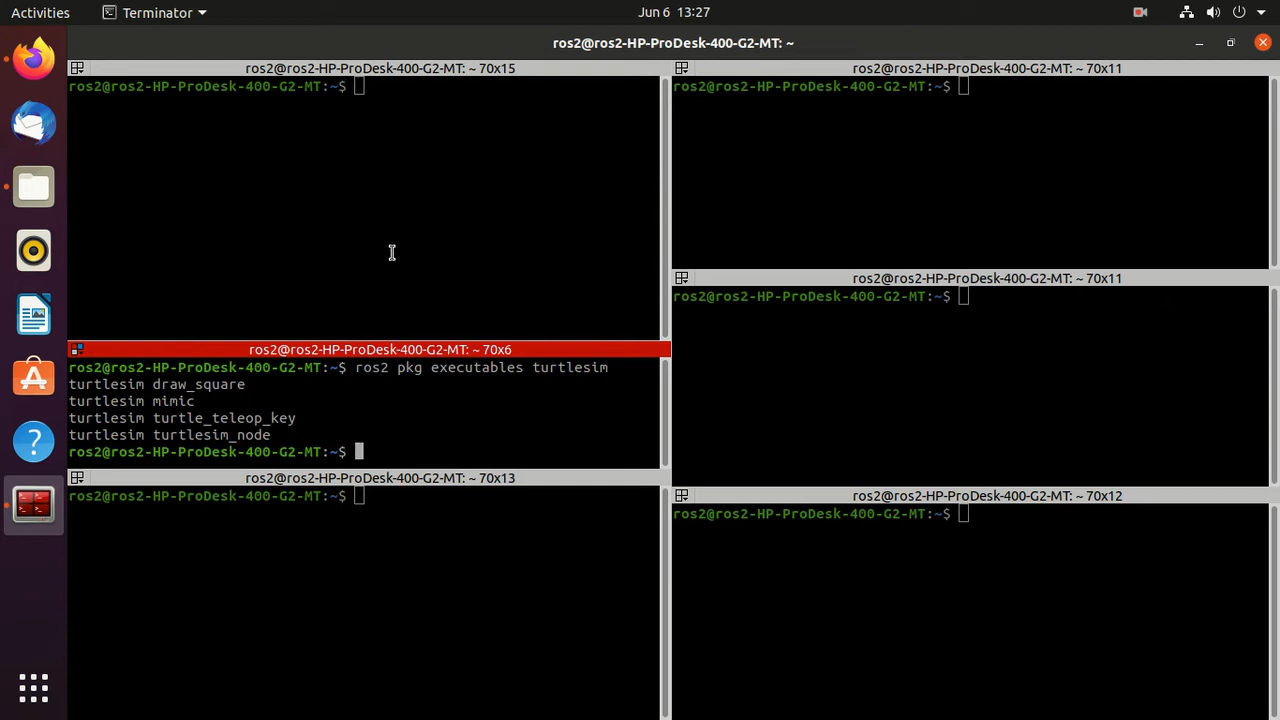 Activities
Terminator
Jun 6 13:27
ros2@ros2-HP-ProDesk-400-G2-MT: ~
ros2@ros2-HP-ProDesk-400-G2-MT: ~ 70x15
ros2@ros2-HP-ProDesk-400-G2-MT:~$
ros2@ros2-HP-ProDesk-400-G2-MT: ~ 70x6
ros2@ros2-HP-ProDesk-400-G2-MT:~$ ros2 pkg executables turtlesim
turtlesim draw_square
turtlesim mimic
turtlesim turtle_teleop_key
turtlesim turtlesim_node
ros2@ros2-HP-ProDesk-400-G2-MT:~$
ros2@ros2-HP-ProDesk-400-G2-MT: ~ 70x13
ros2@ros2-HP-ProDesk-400-G2-MT:~$
ros2@ros2-HP-ProDesk-400-G2-MT: ~ 70x11
ros2@ros2-HP-ProDesk-400-G2-MT:~$
ros2@ros2-HP-ProDesk-400-G2-MT: ~ 70x11
ros2@ros2-HP-ProDesk-400-G2-MT:~$
ros2@ros2-HP-ProDesk-400-G2-MT: ~ 70x12
ros2@ros2-HP-ProDesk-400-G2-MT:~$